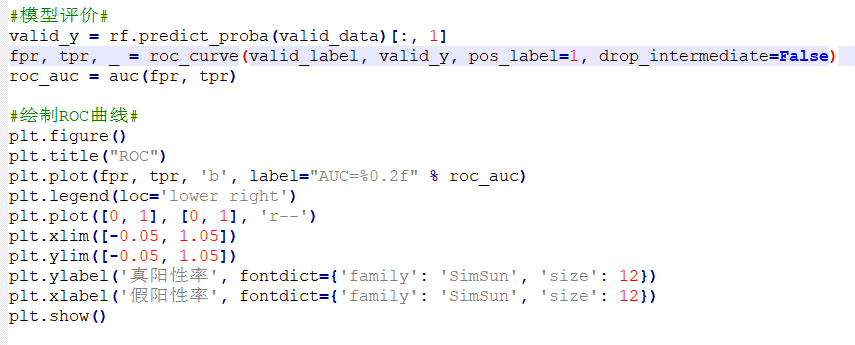 #模型评价#
valid_y = rf.predict_proba(valid_data)[:, 1]
fpr, tpr, _ = roc_curve(valid_label, valid_y, pos_label=1, drop_intermediate=False)
roc_auc = auc(fpr, tpr)
#绘制ROC曲线#
plt.figure()
plt.title("ROC")
plt.plot(fpr, tpr, 'b', label="AUC=%0.2f" % roc_auc)
plt.legend(loc='lower right')
plt.plot([0, 1], [0, 1], 'r--')
plt.xlim([-0.05, 1.05])
plt.ylim([-0.05, 1.05])
plt.ylabel('真阳性率', fontdict={'family': 'SimSun', 'size': 12})
plt.xlabel('假阳性率', fontdict={'family': 'SimSun', 'size': 12})
plt.show()